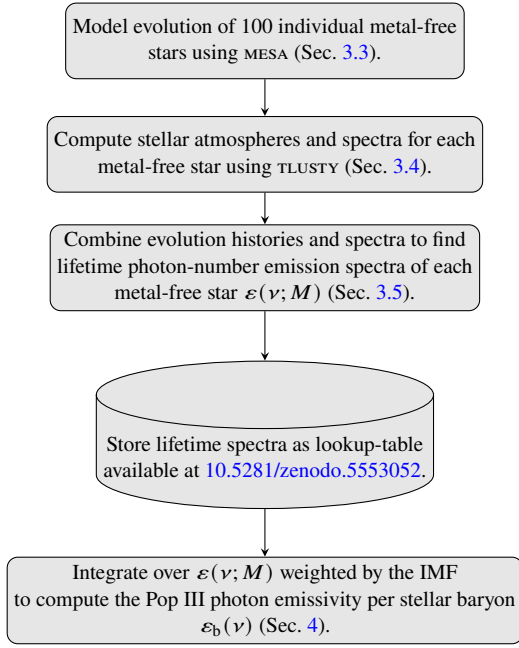 Model evolution of 100 individual metal-free
stars using MESA (Sec. 3.3).
Compute stellar atmospheres and spectra for each
metal-free star using TLUSTY (Sec. 3.4).
Combine evolution histories and spectra to find
lifetime photon-number emission spectra of each
metal-free star ε(ν; M) (Sec. 3.5).
Store lifetime spectra as lookup-table
available at 10.5281/zenodo.5553052.
Integrate over ε(ν; M) weighted by the IMF
to compute the Pop III photon emissivity per stellar baryon
ε_b(ν) (Sec. 4).